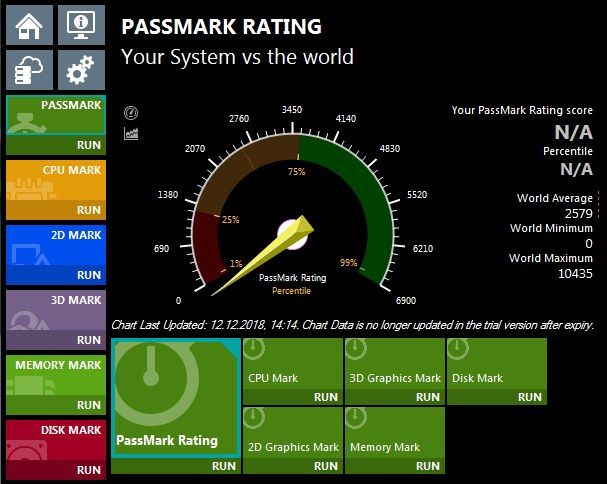 PASSMARK RATING
Your System vs the world
PASSMARK
RUN
CPU MARK
RUN
2D MARK
RUN
3D MARK
RUN
MEMORY MARK
RUN
DISK MARK
RUN
0
690
1380
2070
2760
3450
4140
4830
5520
6210
6900
1%
25%
75%
99%
PassMark Rating
Percentile
Your PassMark Rating score
N/A
Percentile
N/A
World Average
2579
World Minimum
0
World Maximum
10435
Chart Last Updated: 12.12.2018, 14:14. Chart Data is no longer updated in the trial version after expiry.
PassMark Rating
RUN
CPU Mark
RUN
3D Graphics Mark
RUN
Disk Mark
RUN
2D Graphics Mark
RUN
Memory Mark
RUN